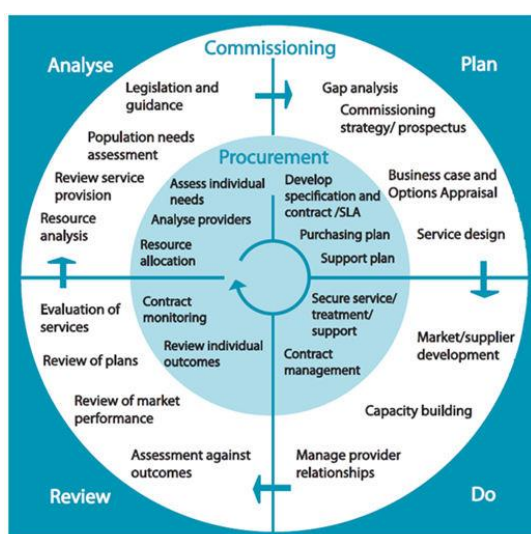 Commissioning
Analyse
Plan
Legislation and
guidance
Population needs
assessment
Review service
provision
Resource
analysis
Gap analysis
Commissioning
strategy/ prospectus
Business case and
Options Appraisal
Service design
Procurement
Assess individual
needs
Analyse providers
Resource
allocation
Develop
specification and
contract /SLA
Purchasing plan
Support plan
Contract
monitoring
Review individual
outcomes
Secure service/
treatment/
support
Contract
management
Evaluation of
services
Review of plans
Review of market
performance
Assessment against
outcomes
Market/supplier
development
Capacity building
Manage provider
relationships
Review
Do